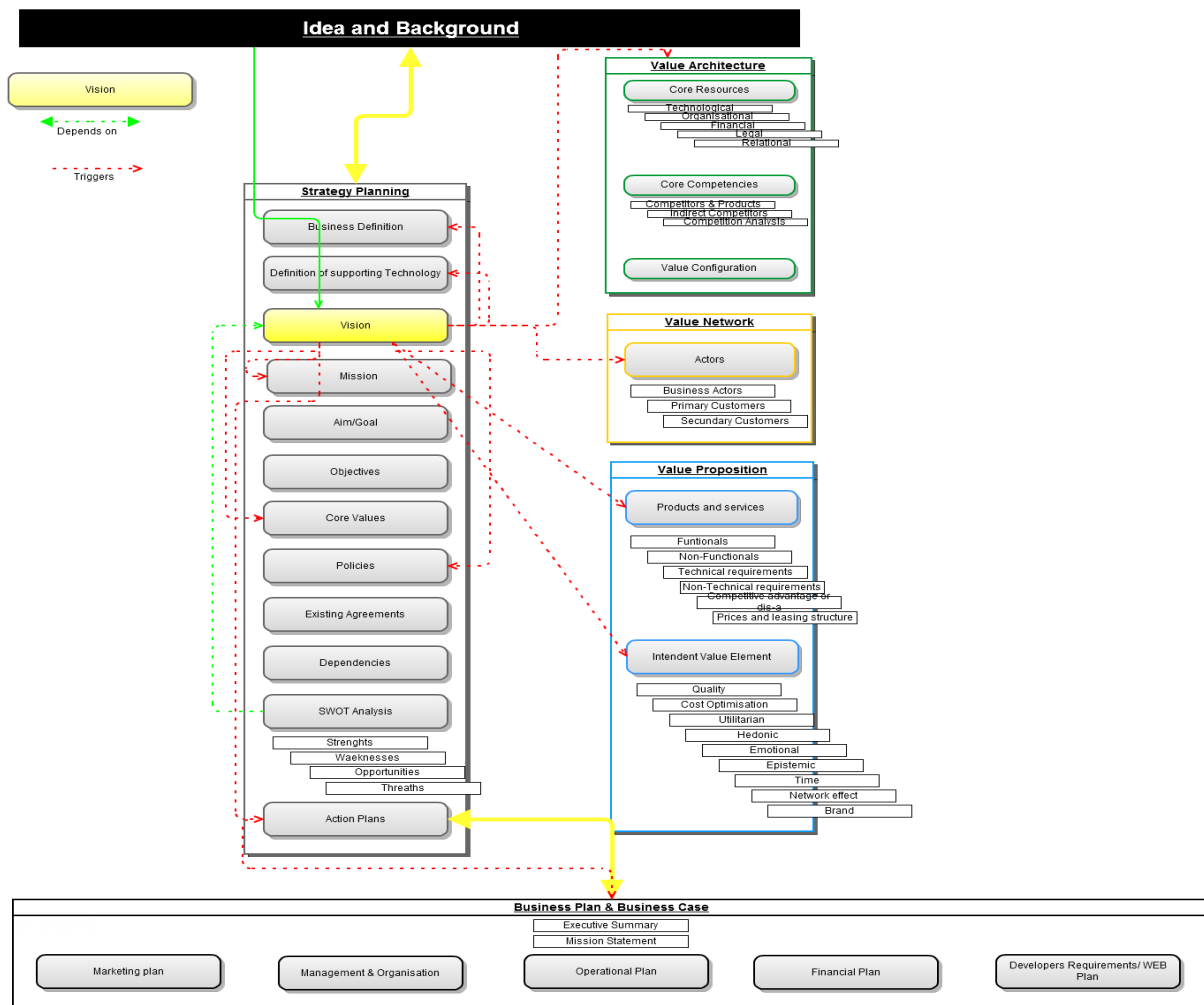 Idea and Background
Vision
Depends on
Triggers
Strategy Planning
Business Definition
Definition of supporting Technology
Vision
Mission
Aim/Goal
Objectives
Core Values
Policies
Existing Agreements
Dependencies
SWOT Analysis
Strenghts
Waeknesses
Opportunities
Threaths
Action Plans
Value Architecture
Core Resources
Technological
Organisational
Financial
Legal
Relational
Core Competencies
Competitors & Products
Indirect Competitors
Competition Analysis
Value Configuration
Value Network
Actors
Business Actors
Primary Customers
Secundary Customers
Value Proposition
Products and services
Funtionals
Non-Functionals
Technical requirements
Non-Technical requirements
Competitive advantage or
dis-a
Prices and leasing structure
Intendent Value Element
Quality
Cost Optimisation
Utilitarian
Hedonic
Emotional
Epistemic
Time
Network effect
Brand
Business Plan & Business Case
Executive Summary
Mission Statement
Marketing plan
Management & Organisation
Operational Plan
Financial Plan
Developers Requirements/ WEB
Plan